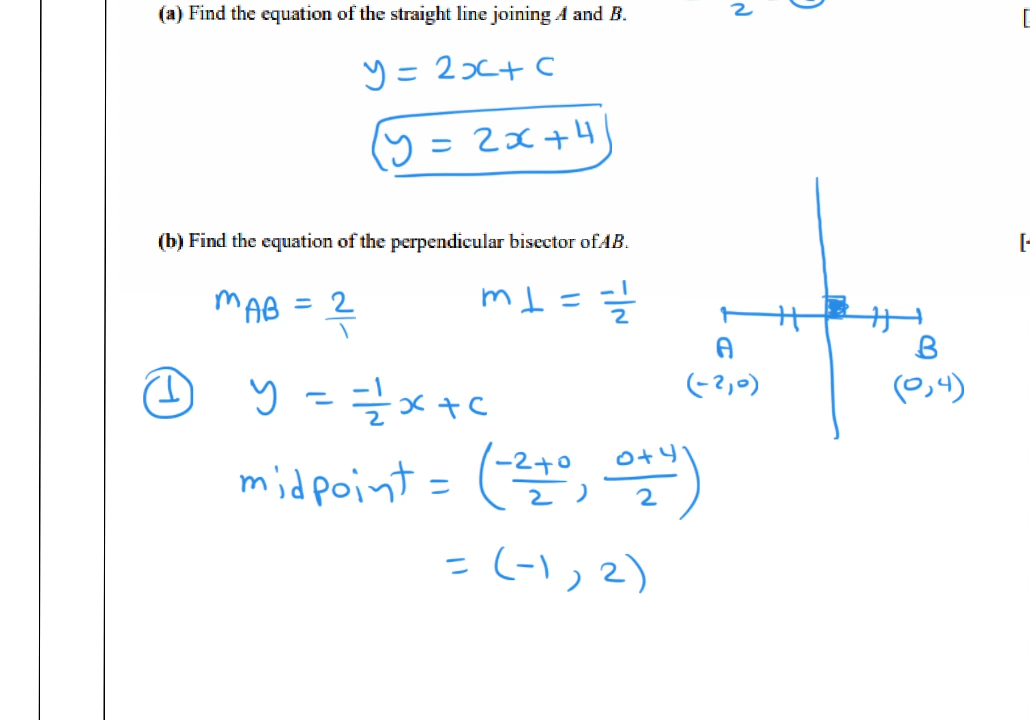 (a) Find the equation of the straight line joining A and B.
2
y = 2x + c
y = 2x + 4
(b) Find the equation of the perpendicular bisector of AB.
mAB = 2/1 m⊥ = -1/2
A B
(-2,0) (0,4)
① y = -1/2 x + c
midpoint = (-2+0/2, 0+4/2)
= (-1, 2)